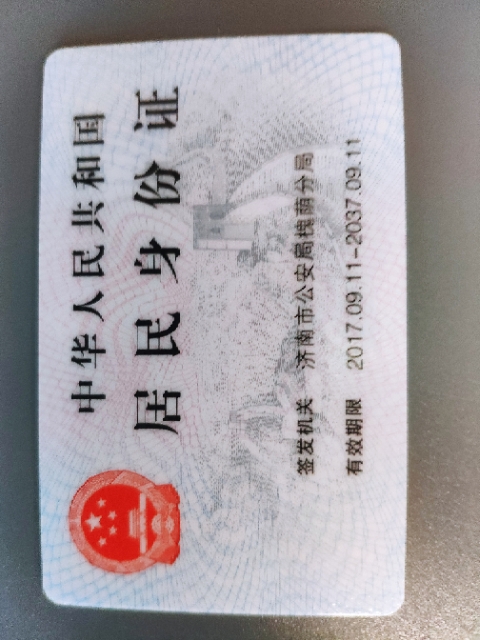 中华人民共和国
居民身份证
签发机关 济南市公安局槐荫分局
有效期限 2017.09.11-2037.09.11